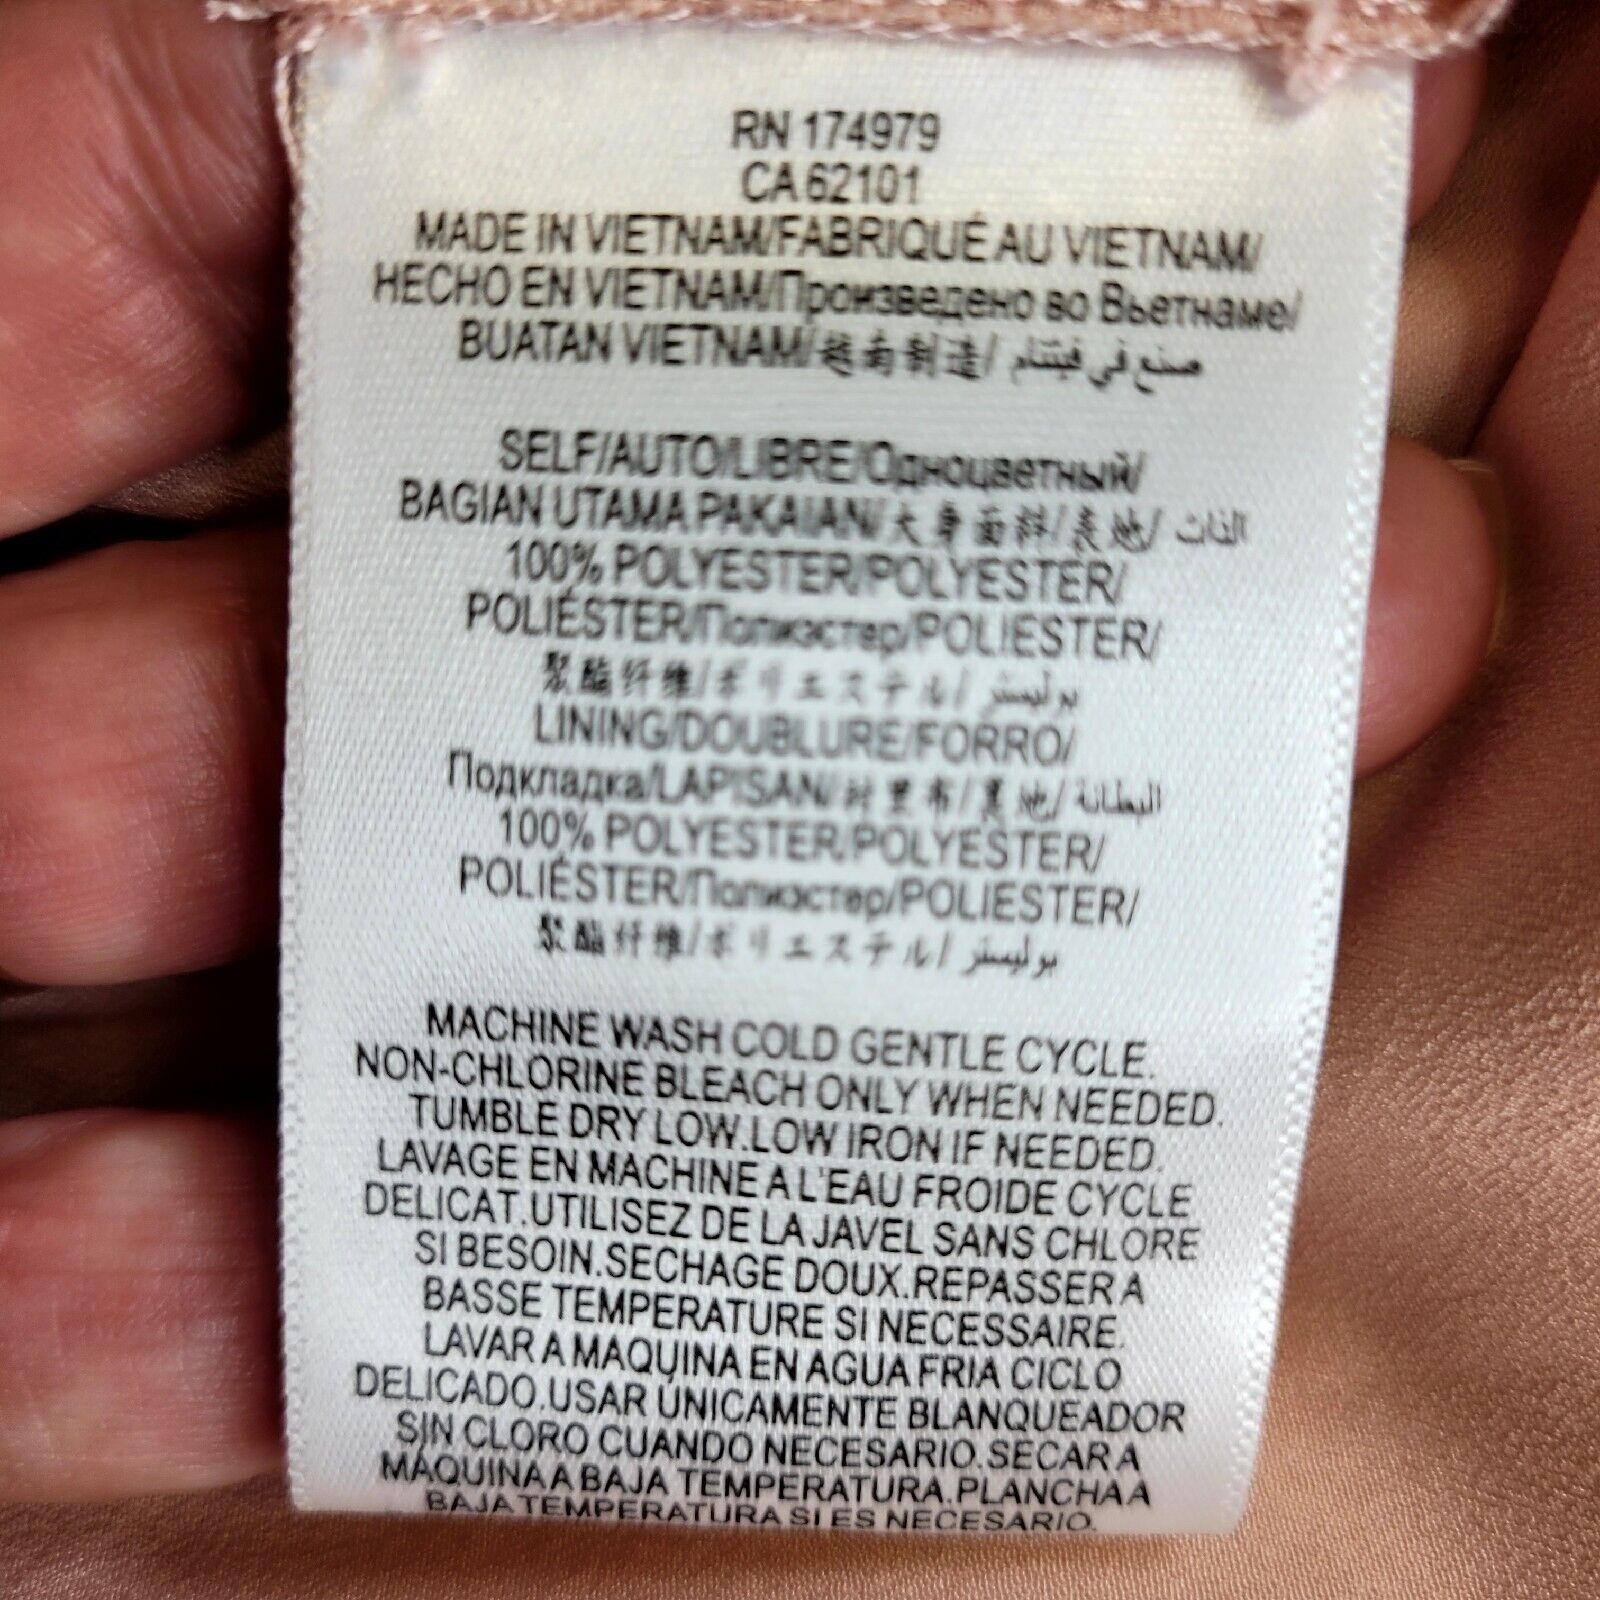 RN 174979
CA 62101
MADE IN VIETNAM/FABRIQUÉ AU VIETNAM/
HECHO EN VIETNAM/Произведено во Вьетнаме/
BUATAN VIETNAM/越南制造/ صنع في فيتنام
SELF/AUTO/LIBRE/Одноцветный/
BAGIAN UTAMA PAKAIAN/大身面料/表地/ الذات
100% POLYESTER/POLYESTER/
POLIÉSTER/Полиэстер/POLIESTER/
聚酯纤维/ポリエステル/ بوليستر
LINING/DOUBLURE/FORRO/
Подкладка/LAPISAN/衬里布/裏地/ البطانة
100% POLYESTER/POLYESTER/
POLIÉSTER/Полиэстер/POLIESTER/
聚酯纤维/ポリエステル/ بوليستر
MACHINE WASH COLD GENTLE CYCLE.
NON-CHLORINE BLEACH ONLY WHEN NEEDED.
TUMBLE DRY LOW.LOW IRON IF NEEDED.
LAVAGE EN MACHINE A L'EAU FROIDE CYCLE
DELICAT.UTILISEZ DE LA JAVEL SANS CHLORE
SI BESOIN.SECHAGE DOUX.REPASSER A
BASSE TEMPERATURE SI NECESSAIRE.
LAVAR A MAQUINA EN AGUA FRIA CICLO
DELICADO.USAR ÚNICAMENTE BLANQUEADOR
SIN CLORO CUANDO NECESARIO.SECAR A
MÁQUINA A BAJA TEMPERATURA.PLANCHA A
BAJA TEMPERATURA SI ES NECESARIO.